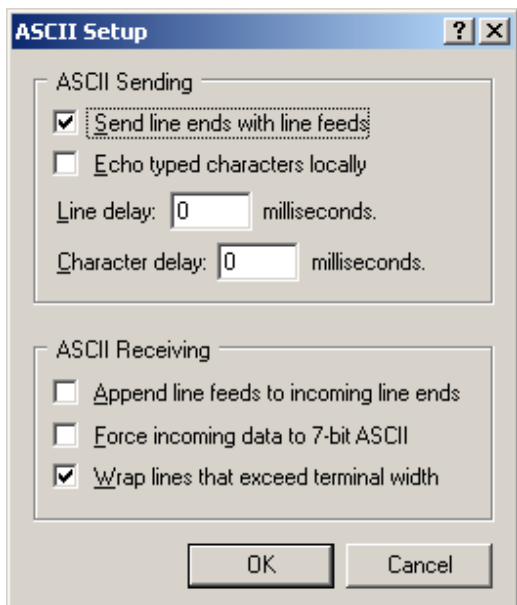 ASCII Setup
ASCII Sending
Send line ends with line feeds
Echo typed characters locally
Line delay: 0 milliseconds.
Character delay: 0 milliseconds.
ASCII Receiving
Append line feeds to incoming line ends
Force incoming data to 7-bit ASCII
Wrap lines that exceed terminal width
OK Cancel